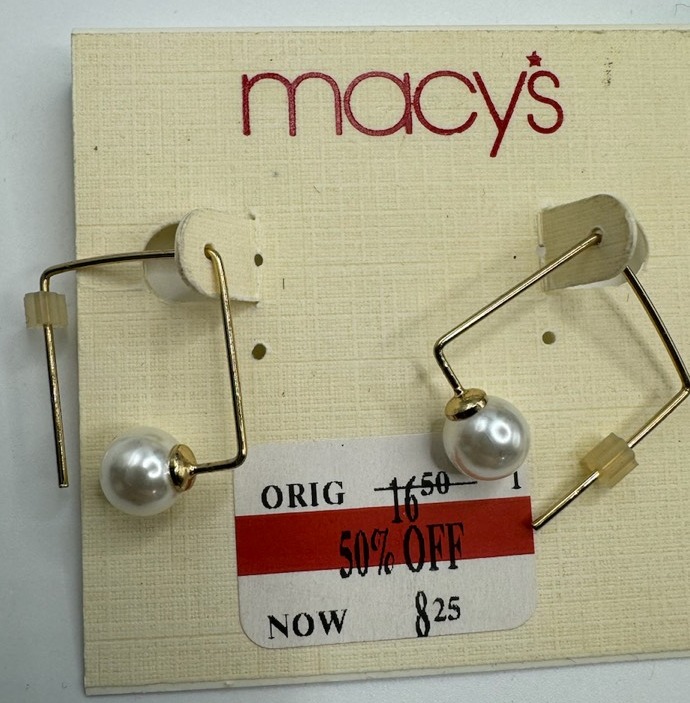 macy's
ORIG 16 50 1
50% OFF
NOW 8 25